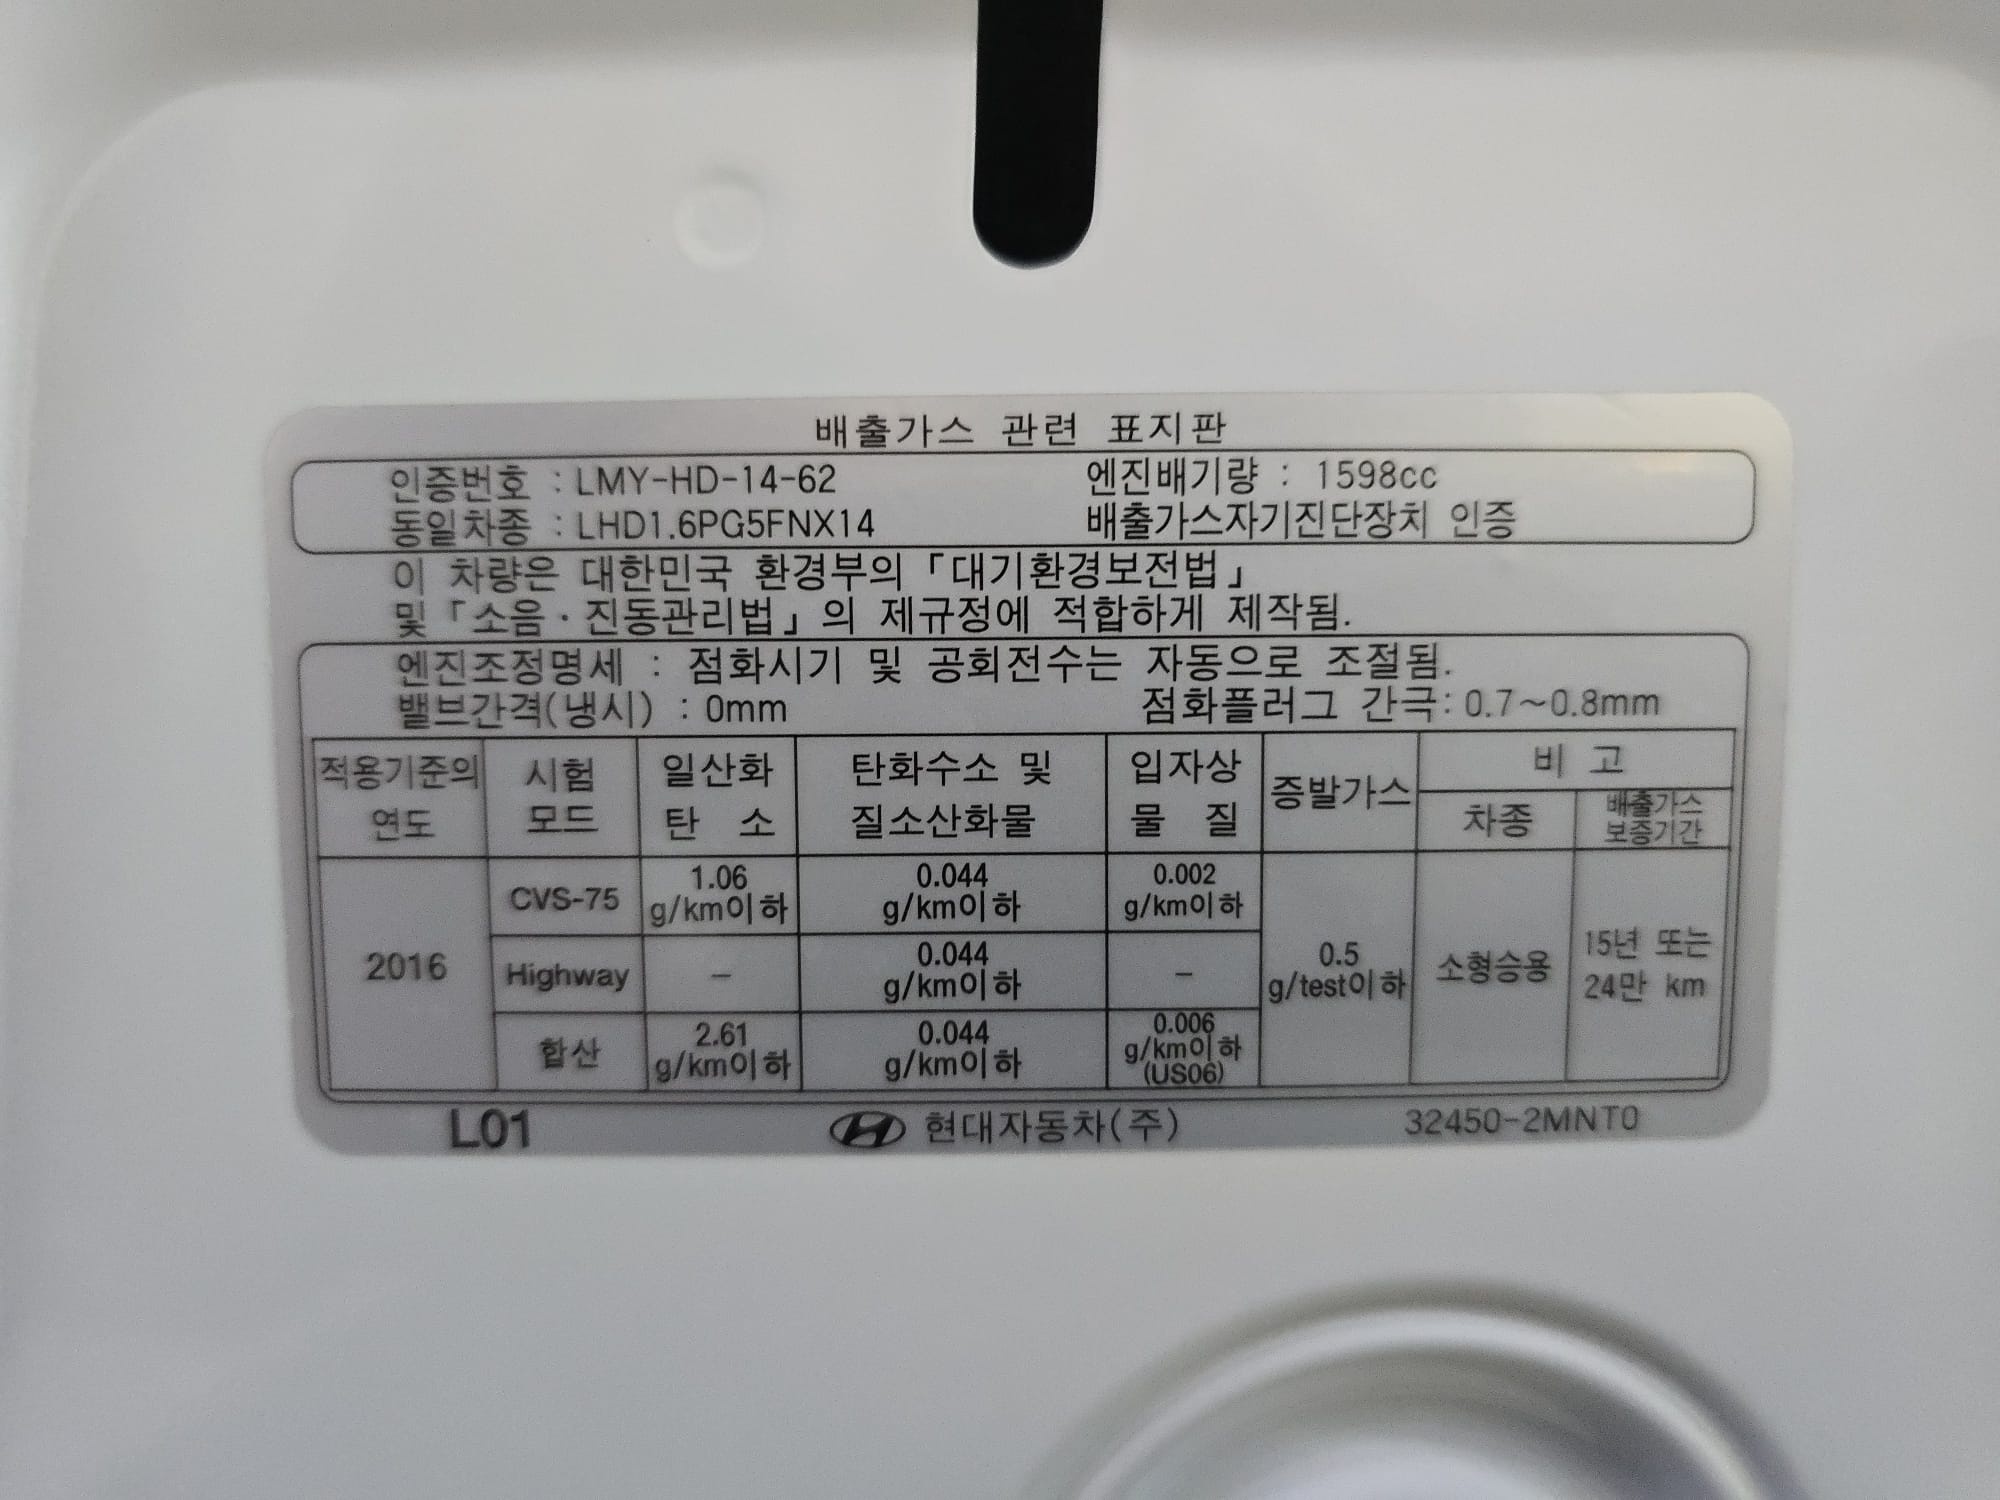 배출가스 관련 표지판
인증번호 : LMY-HD-14-62 엔진배기량 : 1598cc
동일차종 : LHD1.6PG5FNX14 배출가스자기진단장치 인증
이 차량은 대한민국 환경부의 「대기환경보전법」
및 「소음·진동관리법」의 제규정에 적합하게 제작됨.
엔진조정명세 : 점화시기 및 공회전수는 자동으로 조절됨.
밸브간격(냉시) : 0mm 점화플러그 간극: 0.7~0.8mm
적용기준의 연도 시험 모드 일산화 탄 소 탄화수소 및 질소산화물 입자상 물 질 증발가스 비 고
차종 배출가스 보증기간
2016 CVS-75 1.06 g/km이하 0.044 g/km이하 0.002 g/km이하 0.5 g/test이하 소형승용 15년 또는 24만 km
Highway - 0.044 g/km이하 -
합산 2.61 g/km이하 0.044 g/km이하 0.006 g/km이하 (US06)
L01 현대자동차(주) 32450-2MNT0